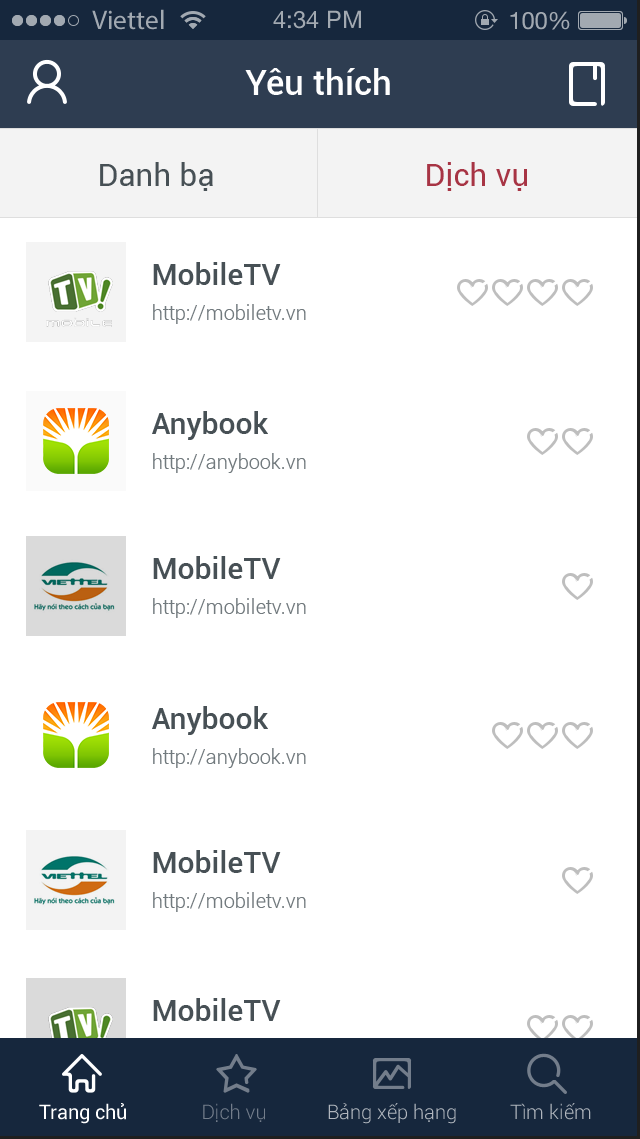 Viettel 4:34 PM 100%
Yêu thích
Danh bạ Dịch vụ
TV!
mobile
MobileTV
http://mobiletv.vn
Anybook
http://anybook.vn
VIETTEL
Hãy nói theo cách của bạn
MobileTV
http://mobiletv.vn
Anybook
http://anybook.vn
VIETTEL
Hãy nói theo cách của bạn
MobileTV
http://mobiletv.vn
TV!
MobileTV
Trang chủ Dịch vụ Bảng xếp hạng Tìm kiếm